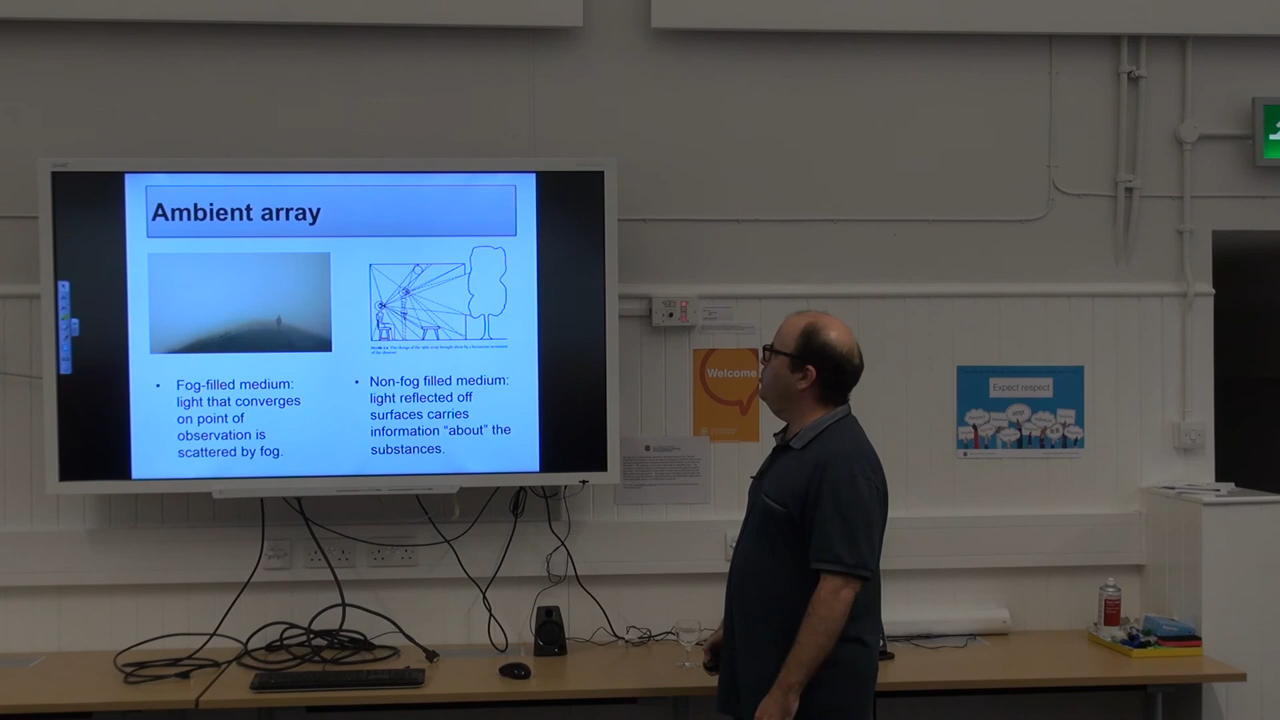 Ambient array
• Fog-filled medium:
light that converges
on point of
observation is
scattered by fog.
• Non-fog filled medium:
light reflected off
surfaces carries
information “about” the
substances.
Welcome
Expect respect